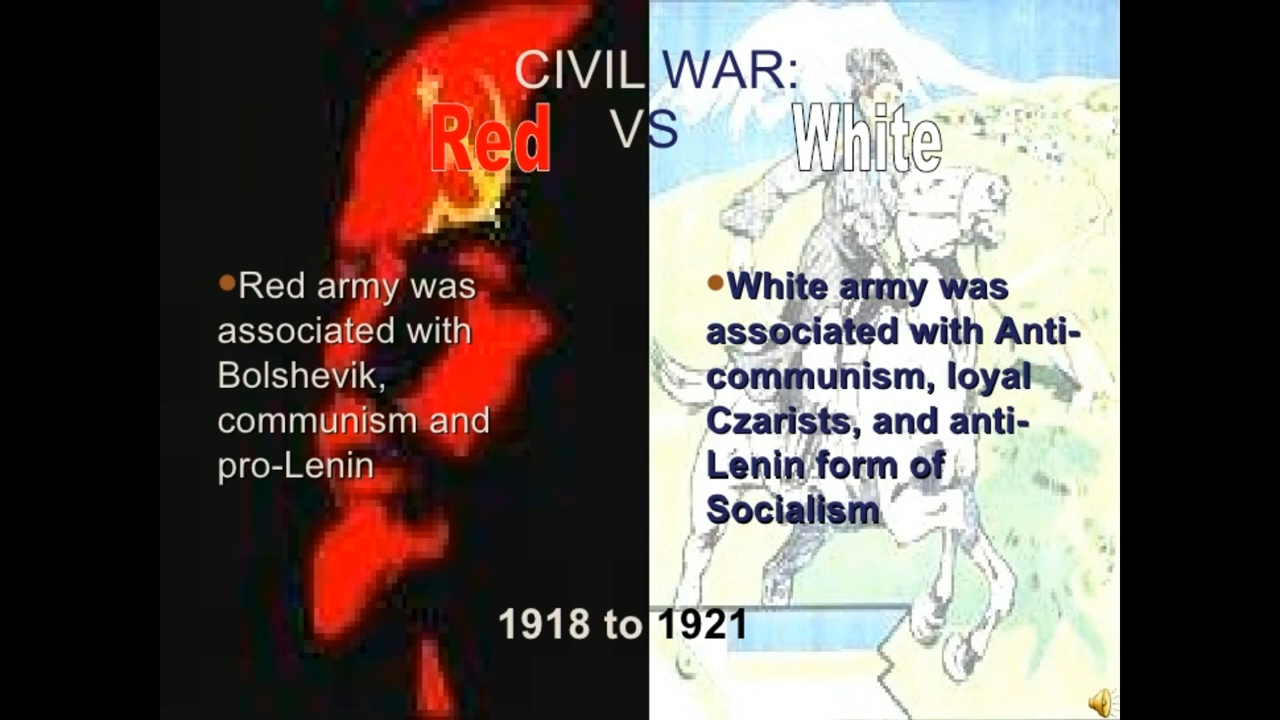 CIVIL WAR:
Red VS White
•Red army was
associated with
Bolshevik,
communism and
pro-Lenin
•White army was
associated with Anti-
communism, loyal
Czarists, and anti-
Lenin form of
Socialism
1918 to 1921